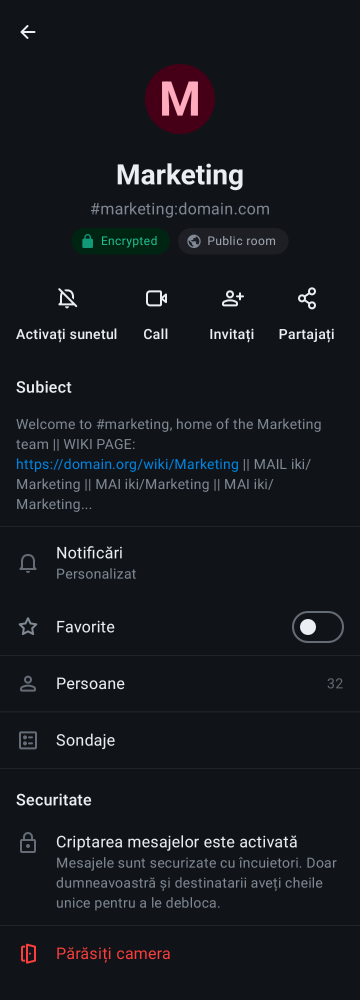 M
Marketing
#marketing:domain.com
Encrypted
Public room
Activați sunetul
Call
Invitați
Partajați
Subiect
Welcome to #marketing, home of the Marketing
team || WIKI PAGE:
https://domain.org/wiki/Marketing || MAIL iki/
Marketing || MAI iki/Marketing || MAI iki/
Marketing...
Notificări
Personalizat
Favorite
Persoane
32
Sondaje
Securitate
Criptarea mesajelor este activată
Mesajele sunt securizate cu încuietori. Doar
dumneavoastră și destinatarii aveți cheile
unice pentru a le debloca.
Părăsiți camera